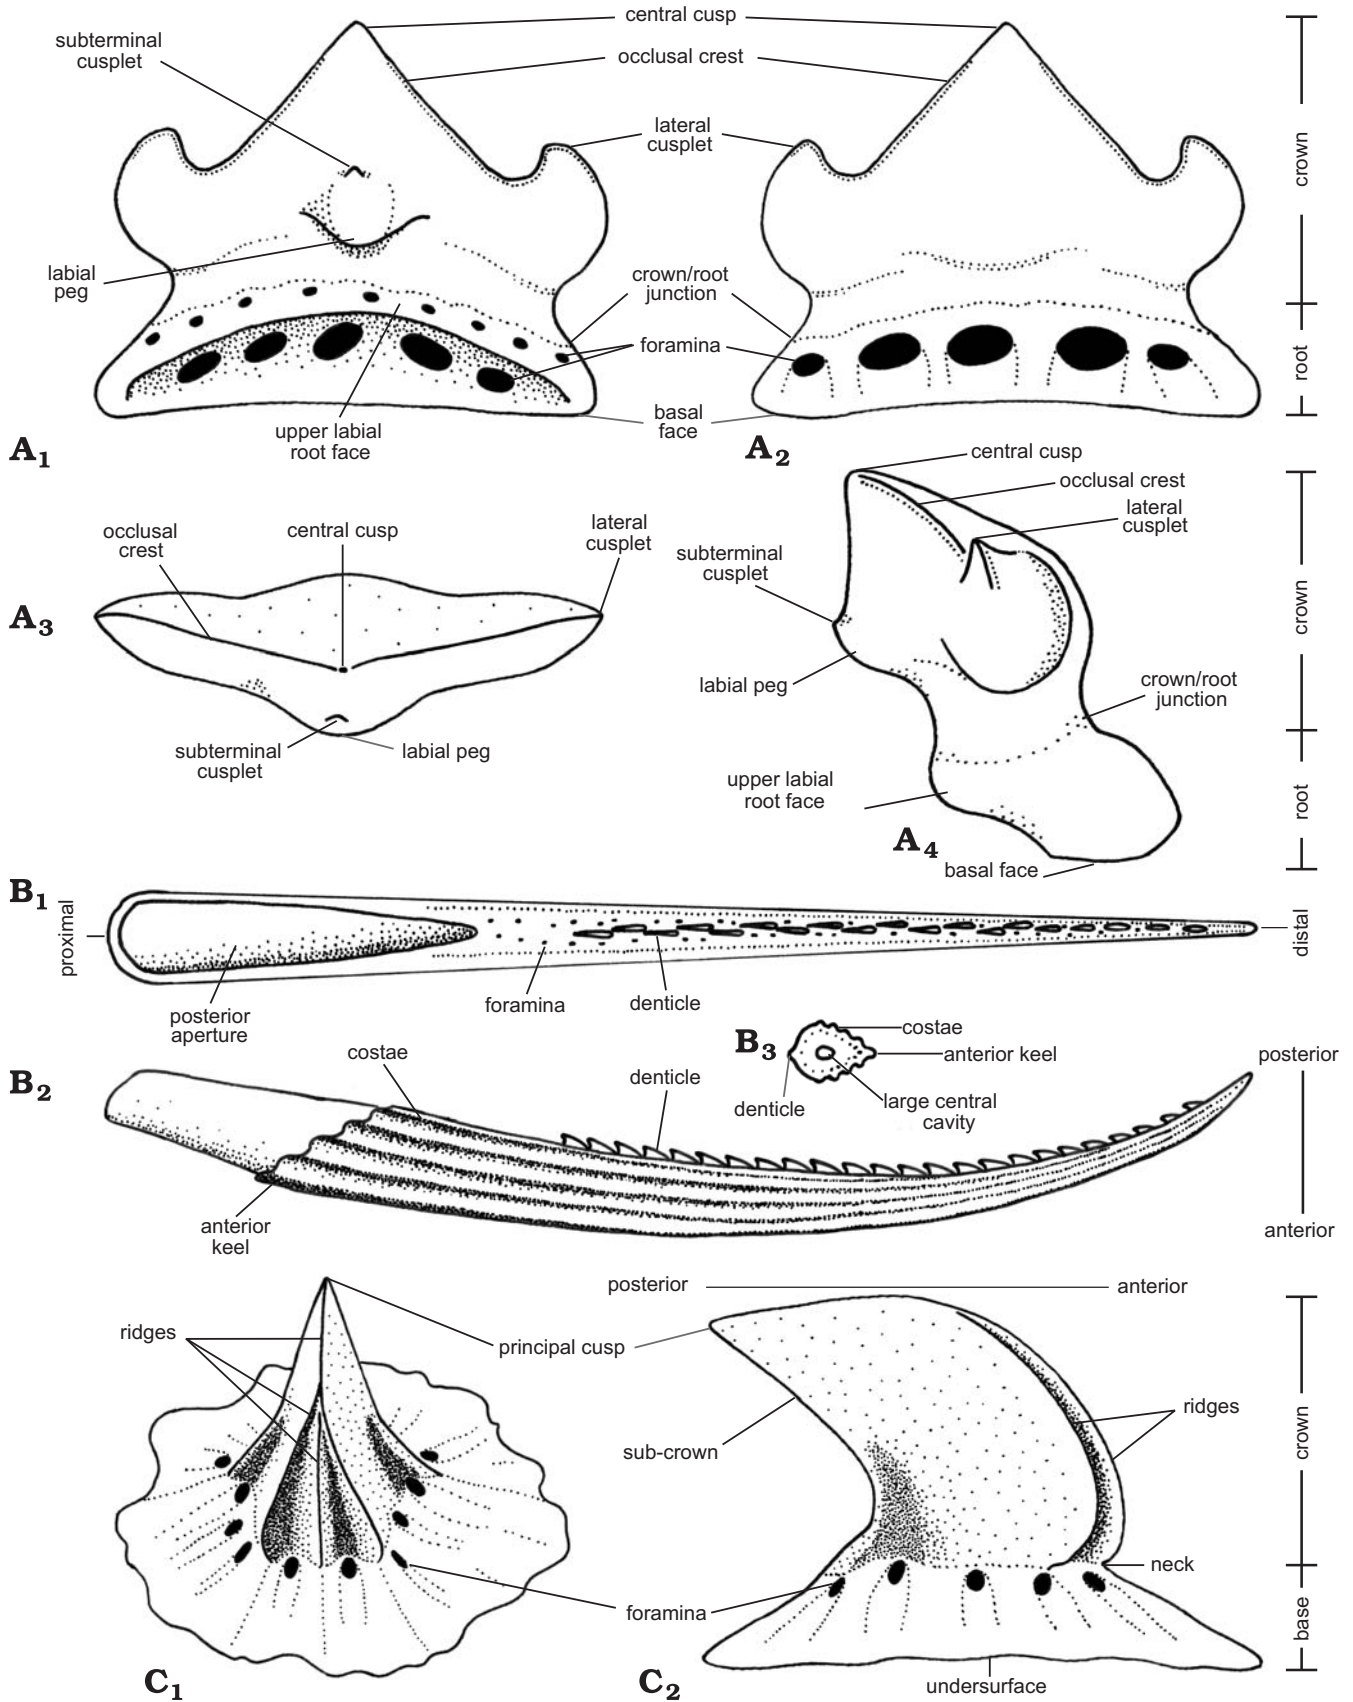 central cusp
subterminal
cusplet
occlusal crest
lateral
cusplet
crown
labial
peg
crown/root
junction
foramina
root
basal
face
upper labial
root face
A1
A2
central cusp
occlusal crest
lateral
cusplet
occlusal
crest
central cusp
lateral
cusplet
subterminal
cusplet
A3
crown
labial peg
crown/root
junction
subterminal
cusplet
labial peg
upper labial
root face
root
A4
basal face
B1
proximal
distal
posterior
aperture
foramina
denticle
B3
costae
anterior keel
denticle
large central
cavity
B2
costae
denticle
posterior
anterior
keel
anterior
posterior
anterior
ridges
principal cusp
ridges
crown
sub-crown
neck
foramina
base
C1
C2
undersurface